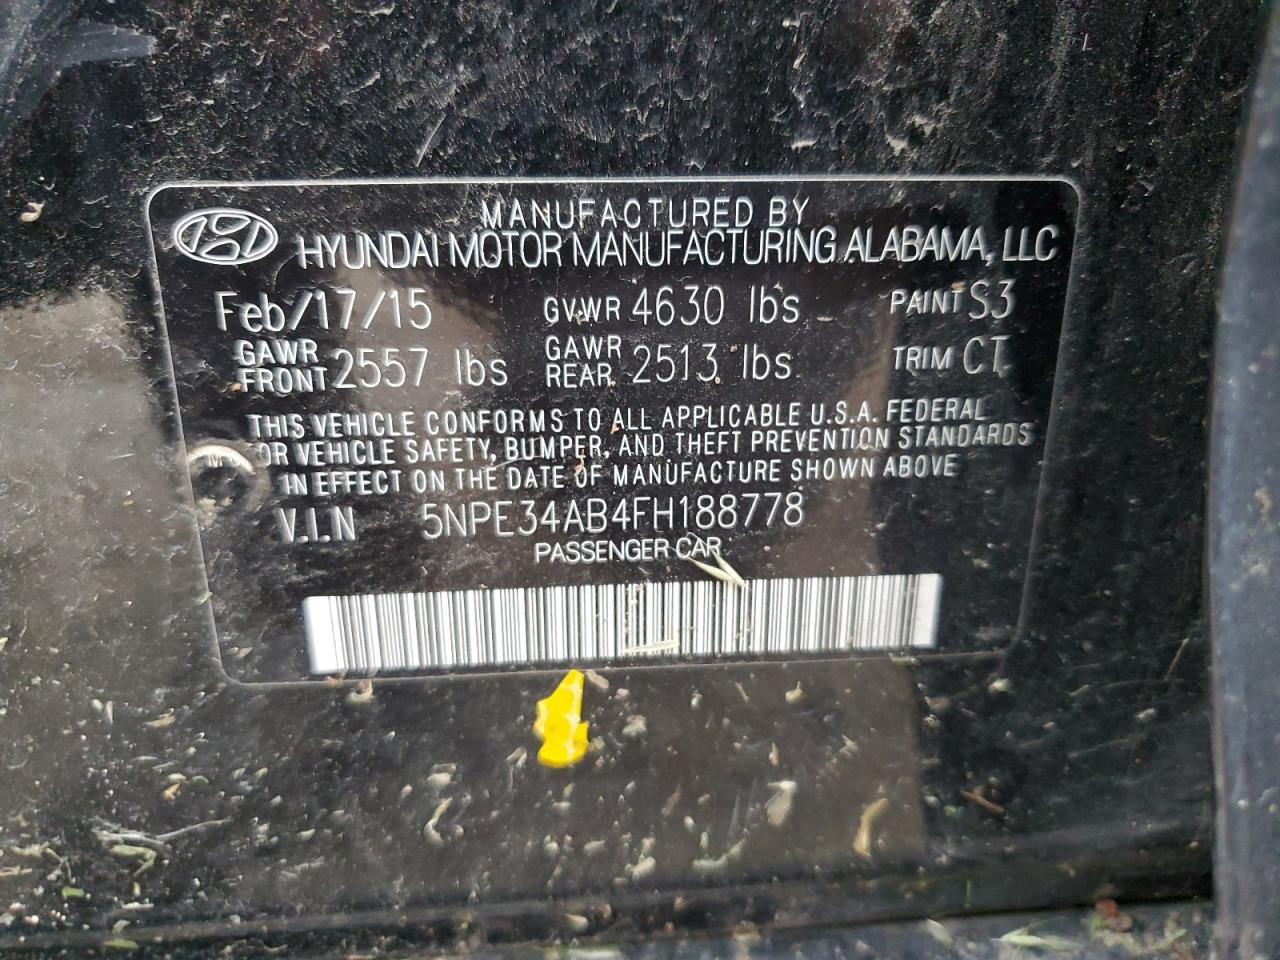 MANUFACTURED BY
HYUNDAI MOTOR MANUFACTURING ALABAMA, LLC
Feb/17/15 GVWR 4630 lbs PAINT S3
GAWR FRONT 2557 lbs GAWR REAR 2513 lbs TRIM CT
THIS VEHICLE CONFORMS TO ALL APPLICABLE U.S.A. FEDERAL
OR VEHICLE SAFETY, BUMPER, AND THEFT PREVENTION STANDARDS
IN EFFECT ON THE DATE OF MANUFACTURE SHOWN ABOVE
V.I.N 5NPE34AB4FH188778
PASSENGER CAR